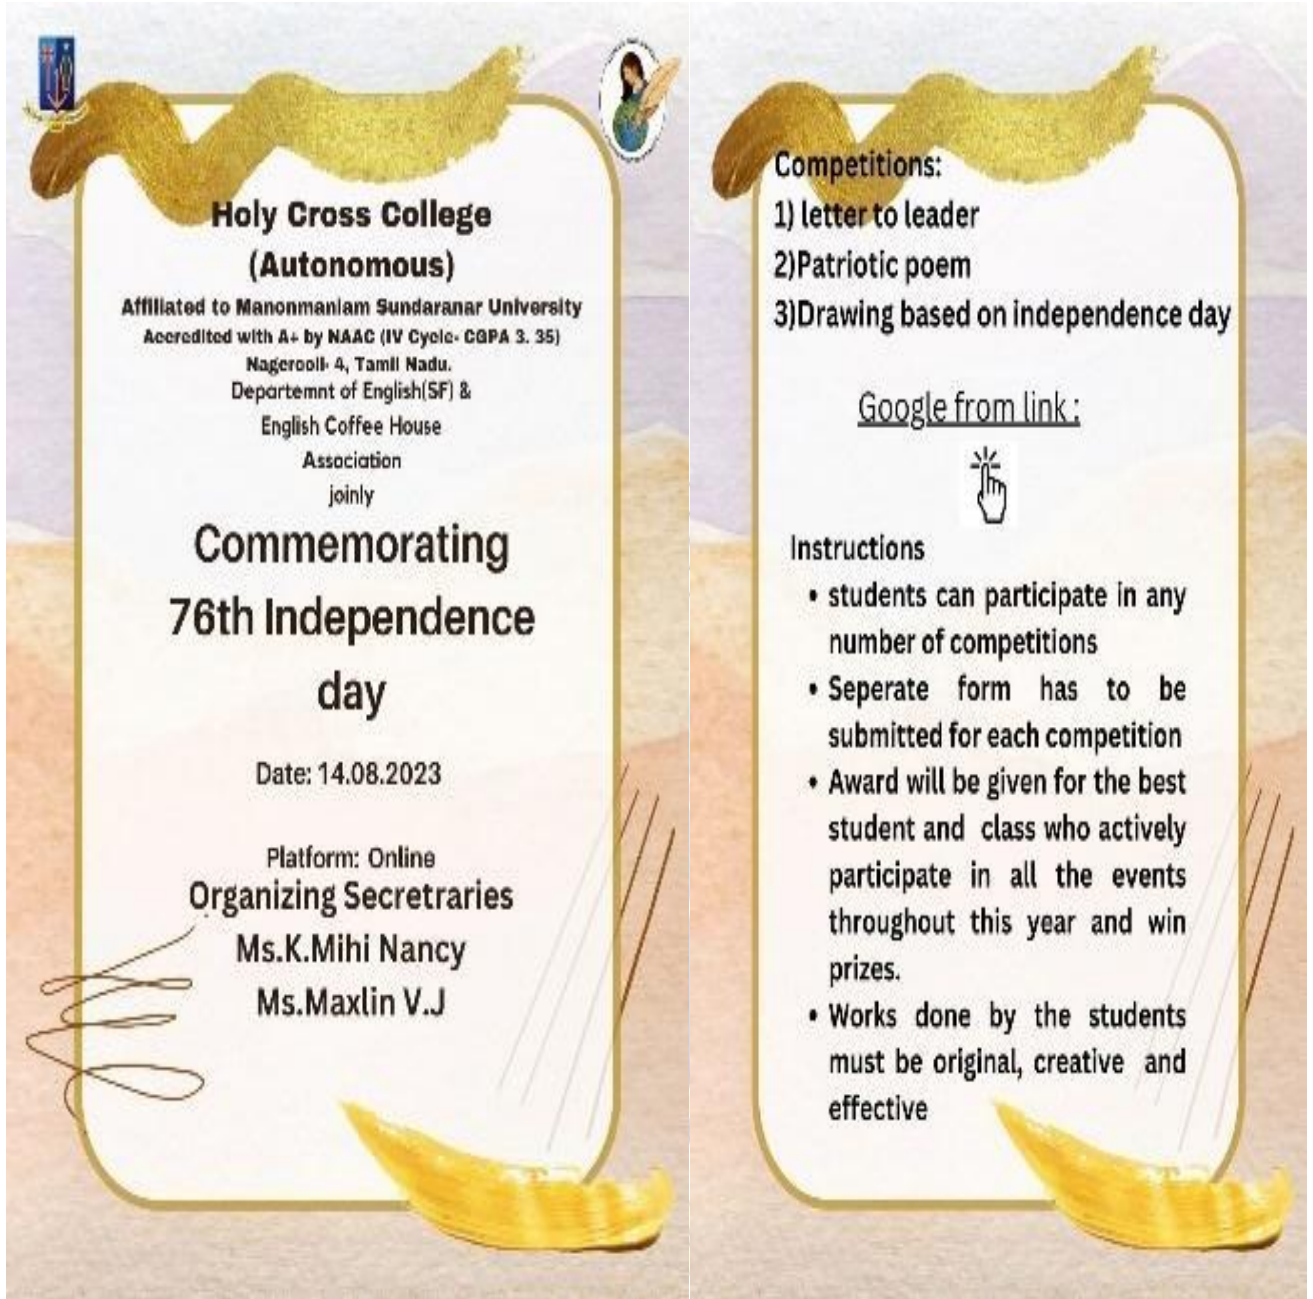 Holy Cross College
(Autonomous)
Affiliated to Manonmaniam Sundaranar University
Accredited with A+ by NAAC (IV Cycle- CGPA 3. 35)
Nagercoil- 4, Tamil Nadu.
Departemnt of English(SF) &
English Coffee House
Association
joinly
Commemorating
76th Independence
day
Date: 14.08.2023
Platform: Online
Organizing Secretraries
Ms.K.Mihi Nancy
Ms.Maxlin V.J
Competitions:
1) letter to leader
2)Patriotic poem
3)Drawing based on independence day
Google from link :
Instructions
• students can participate in any
number of competitions
• Seperate form has to be
submitted for each competition
• Award will be given for the best
student and class who actively
participate in all the events
throughout this year and win
prizes.
• Works done by the students
must be original, creative and
effective